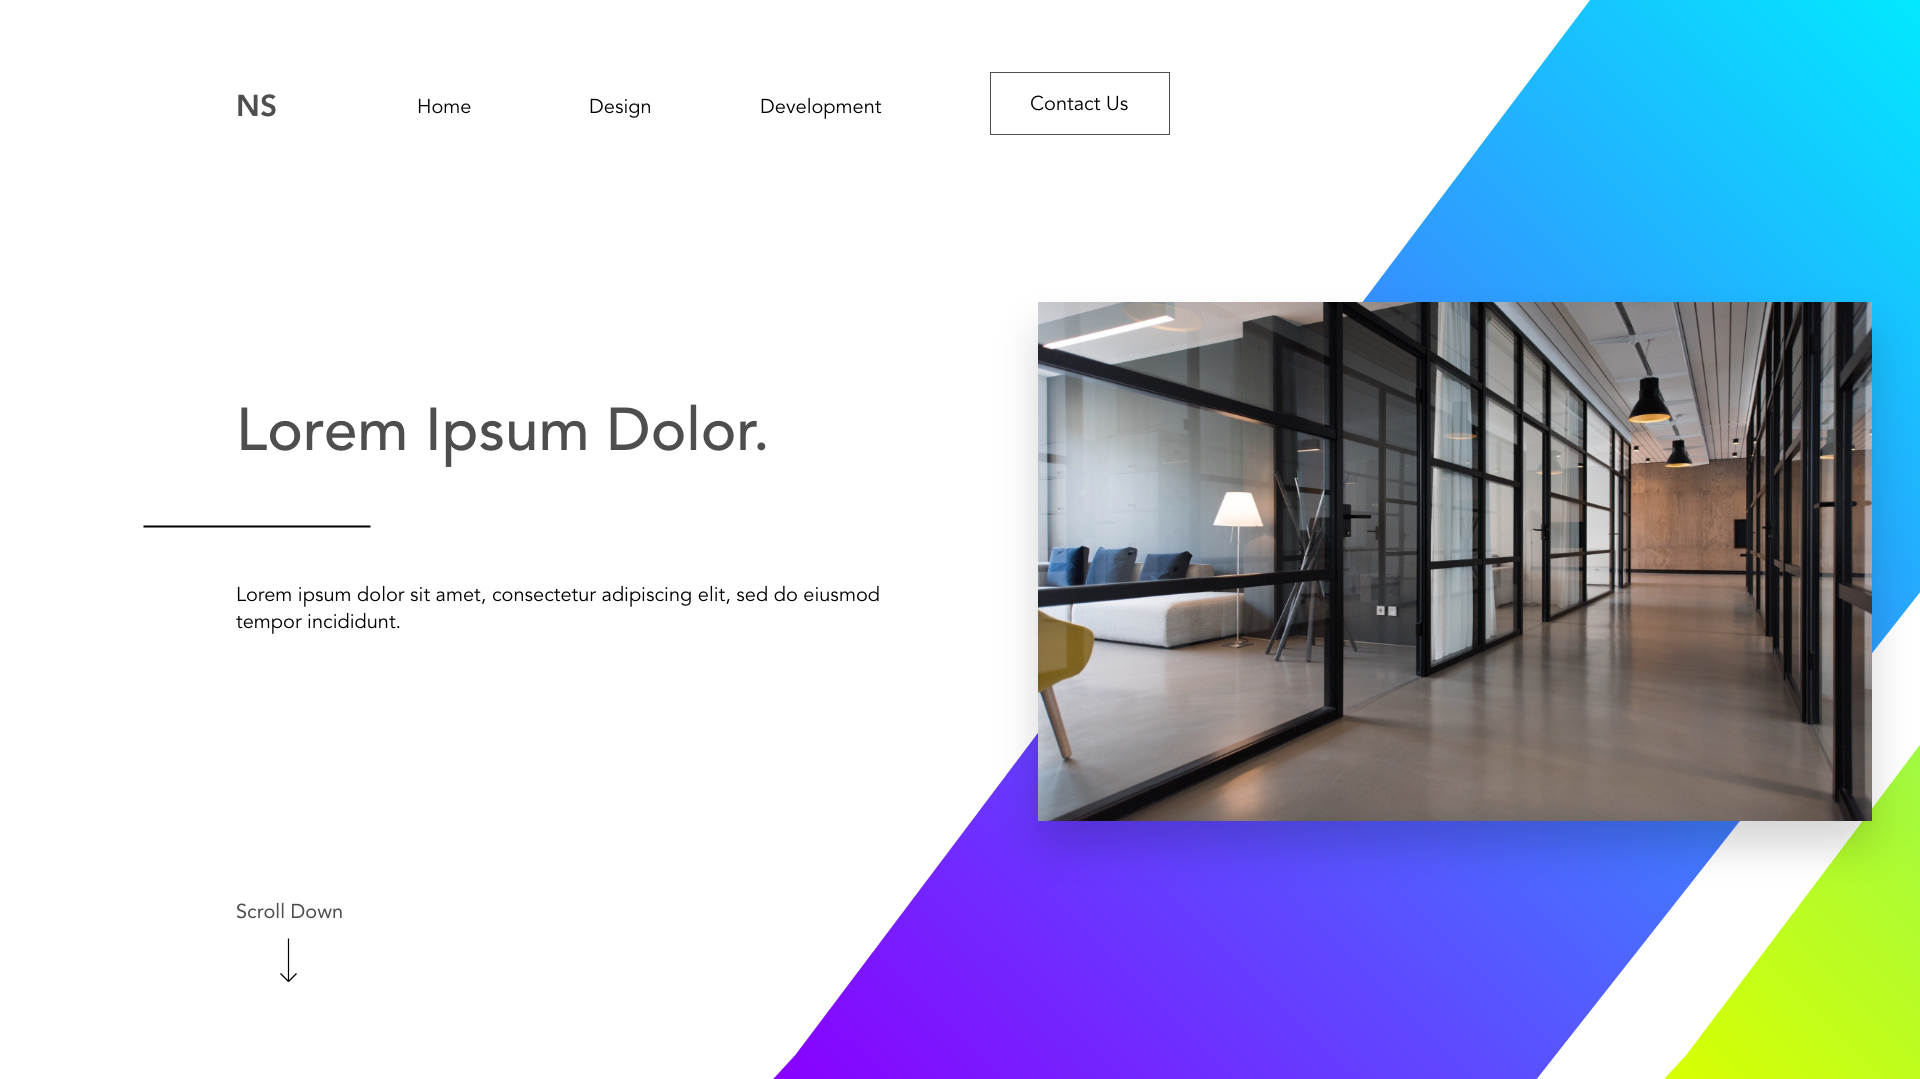 NS
Home
Design
Development
Contact Us
Lorem Ipsum Dolor.
Lorem ipsum dolor sit amet, consectetur adipiscing elit, sed do eiusmod
tempor incididunt.
Scroll Down